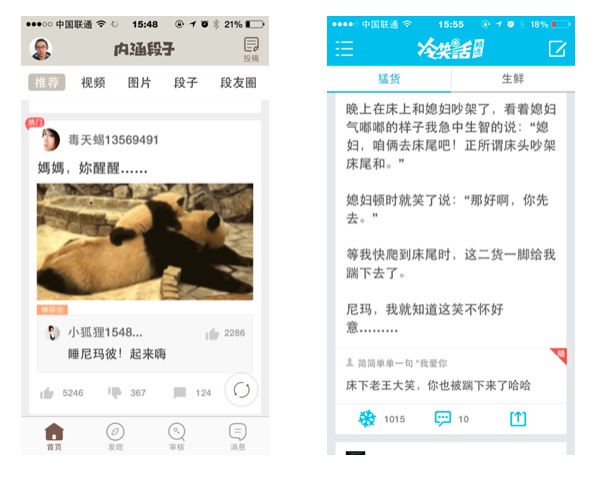 中国联通 15:48 21%
内涵段子
投稿
推荐 视频 图片 段子 段友圈
热门
毒天蝎13569491
媽媽，妳醒醒......
神评论
小狐狸1548... 2286
睡尼玛彼！起来嗨
5246 367 124
首页 发现 审核 消息
中国联通 15:55 18%
冷笑话精选
猛货 生鲜
晚上在床上和媳妇吵架了，看着媳妇
气嘟嘟的样子我急中生智的说：“媳
妇，咱俩去床尾吧！正所谓床头吵架
床尾和。”
媳妇顿时就笑了说：“那好啊，你先
去。”
等我快爬到床尾时，这二货一脚给我
踹下去了。
尼玛，我就知道这笑不怀好
意………
简简单单一句 "我爱你
床下老王大笑，你也被踹下来了哈哈
1015 10